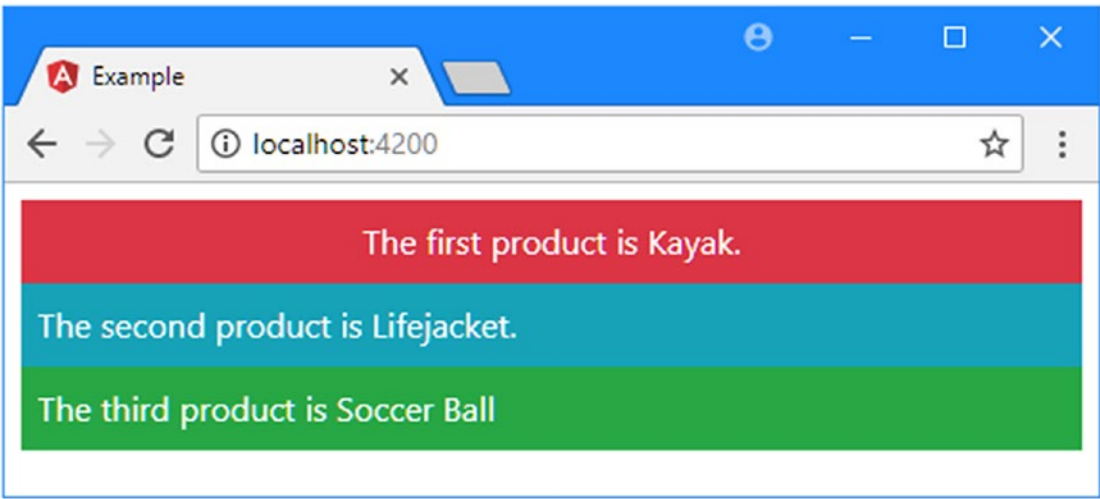 Example
localhost:4200
The first product is Kayak.
The second product is Lifejacket.
The third product is Soccer Ball